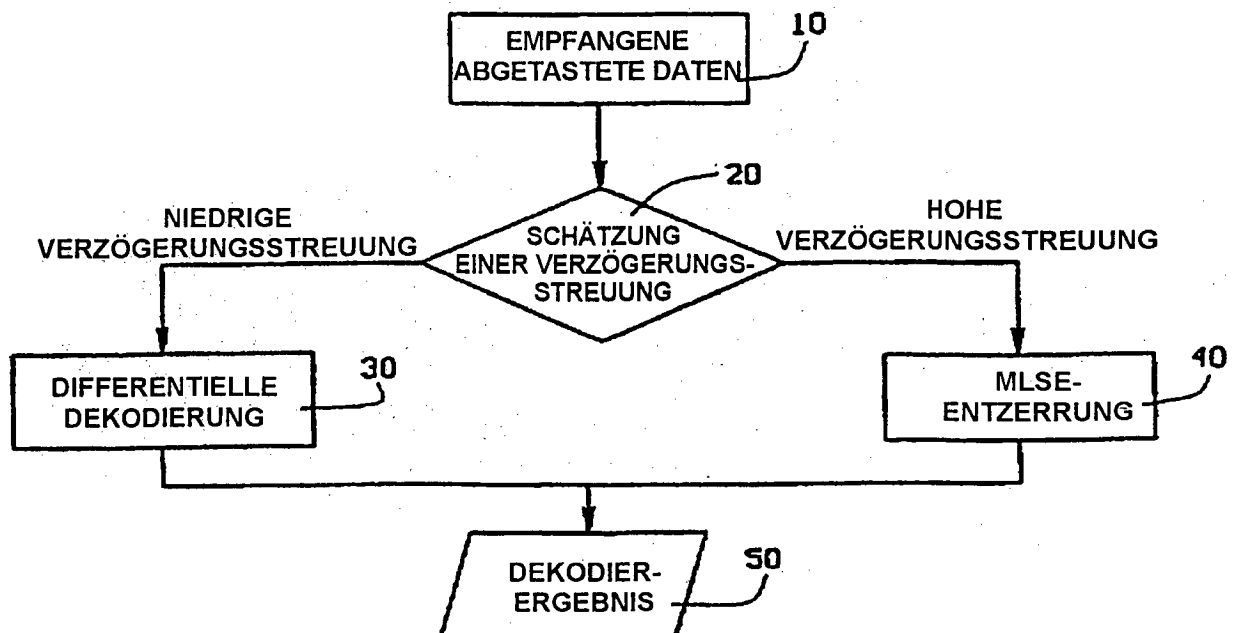 EMPFANGENE
ABGETASTETE DATEN
10
20
NIEDRIGE
VERZÖGERUNGSSTREUUNG
SCHÄTZUNG
EINER VERZÖGERUNGS-
STREUUNG
HOHE
VERZÖGERUNGSSTREUUNG
DIFFERENTIELLE
DEKODIERUNG
30
MLSE-
ENTZERRUNG
40
DEKODIER-
ERGEBNIS
50